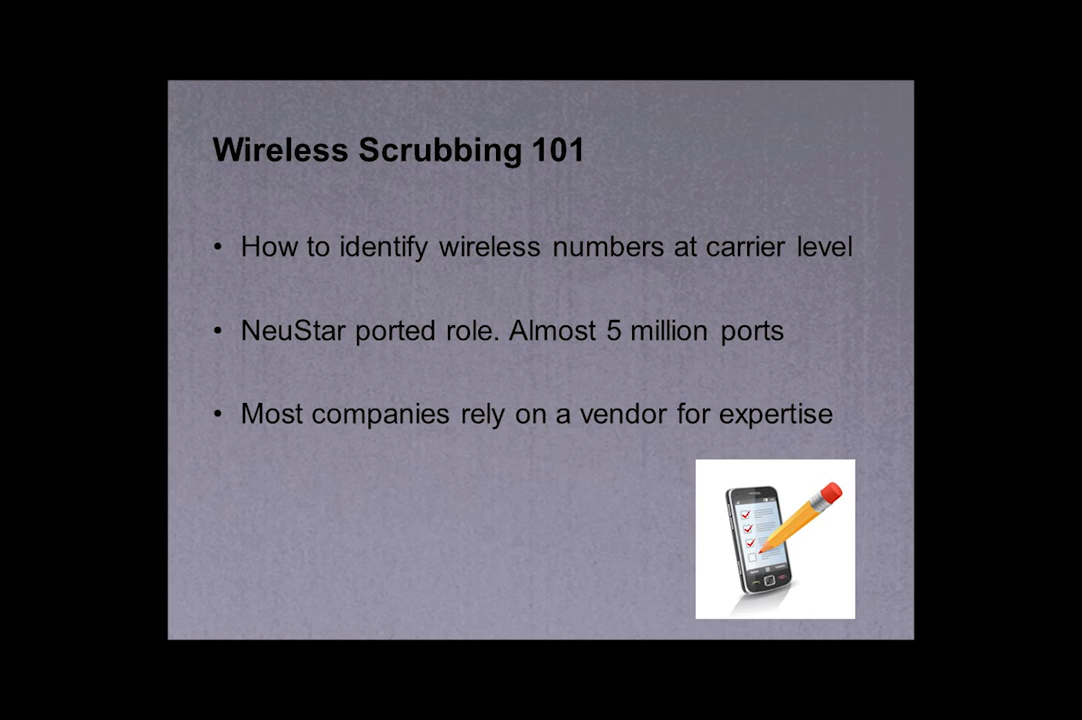 Wireless Scrubbing 101
• How to identify wireless numbers at carrier level
• NeuStar ported role. Almost 5 million ports
• Most companies rely on a vendor for expertise